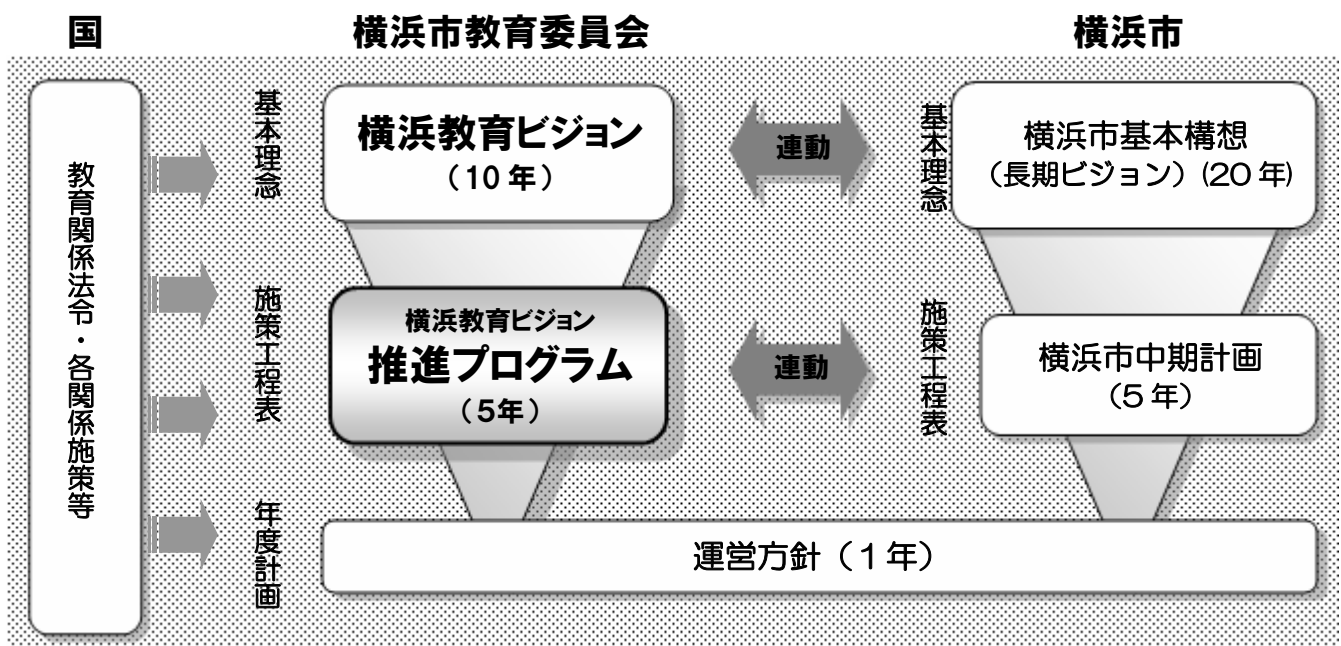 国
横浜市教育委員会
横浜市
教育関係法令・各関係施策等
基本理念
横浜教育ビジョン
（10年）
連動
基本理念
横浜市基本構想
（長期ビジョン）(20年)
施策工程表
横浜教育ビジョン
推進プログラム
（5年）
連動
施策工程表
横浜市中期計画
（5年）
年度計画
運営方針（1年）